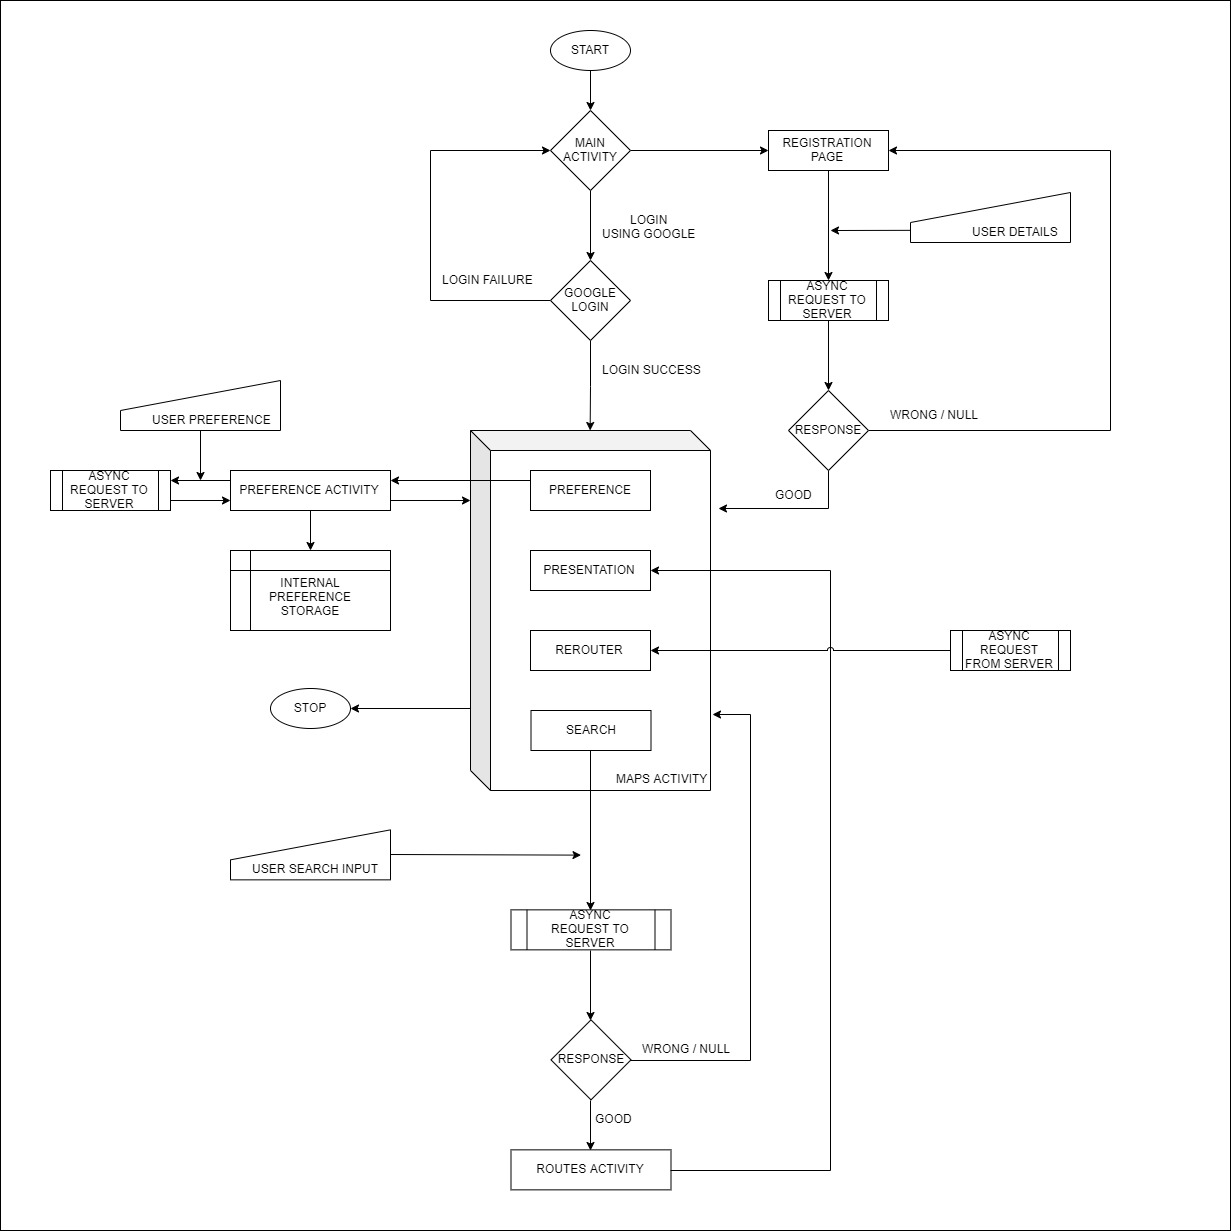 START
MAIN
ACTIVITY
REGISTRATION
PAGE
LOGIN
USING GOOGLE
USER DETAILS
LOGIN FAILURE
GOOGLE
LOGIN
ASYNC
REQUEST TO
SERVER
LOGIN SUCCESS
USER PREFERENCE
RESPONSE
WRONG / NULL
ASYNC
REQUEST TO
SERVER
PREFERENCE ACTIVITY
PREFERENCE
GOOD
INTERNAL
PREFERENCE
STORAGE
PRESENTATION
REROUTER
ASYNC
REQUEST
FROM SERVER
STOP
SEARCH
MAPS ACTIVITY
USER SEARCH INPUT
ASYNC
REQUEST TO
SERVER
RESPONSE
WRONG / NULL
GOOD
ROUTES ACTIVITY